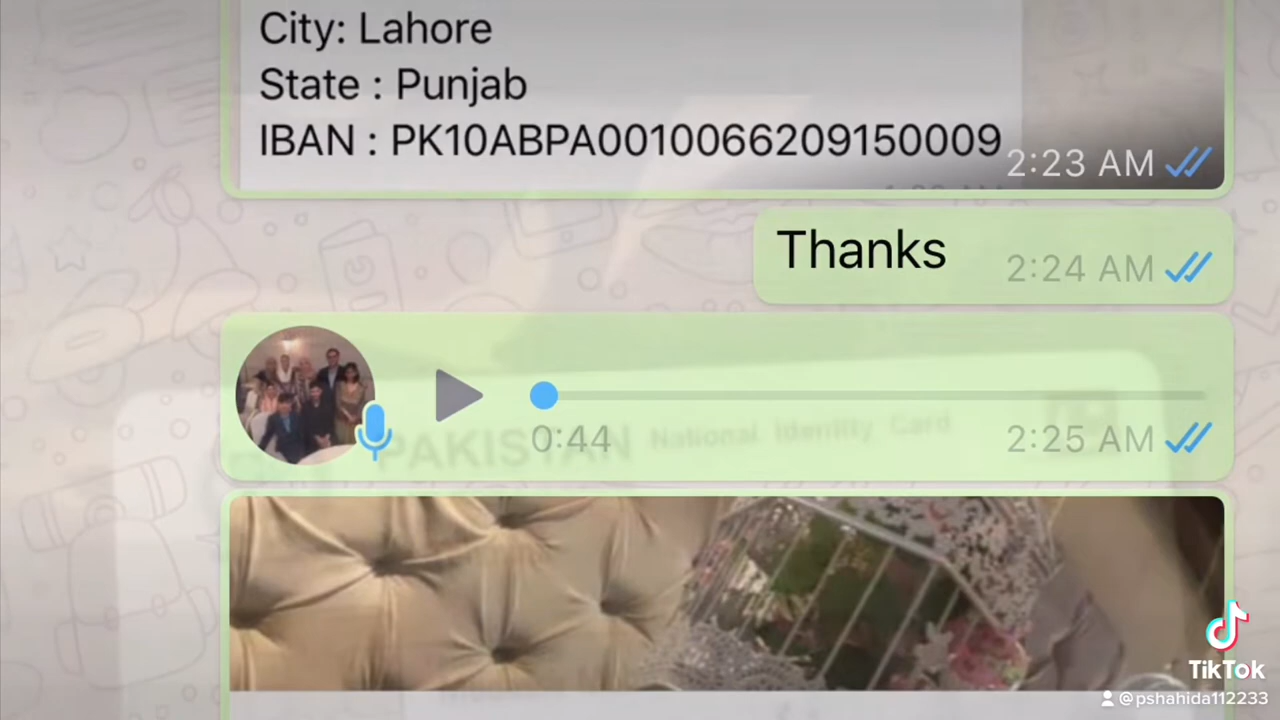 City: Lahore
State : Punjab
IBAN : PK10ABPA0010066209150009
2:23 AM
Thanks
2:24 AM
0:44
2:25 AM
PAKISTAN National Identity Card
TikTok
@pshahida112233